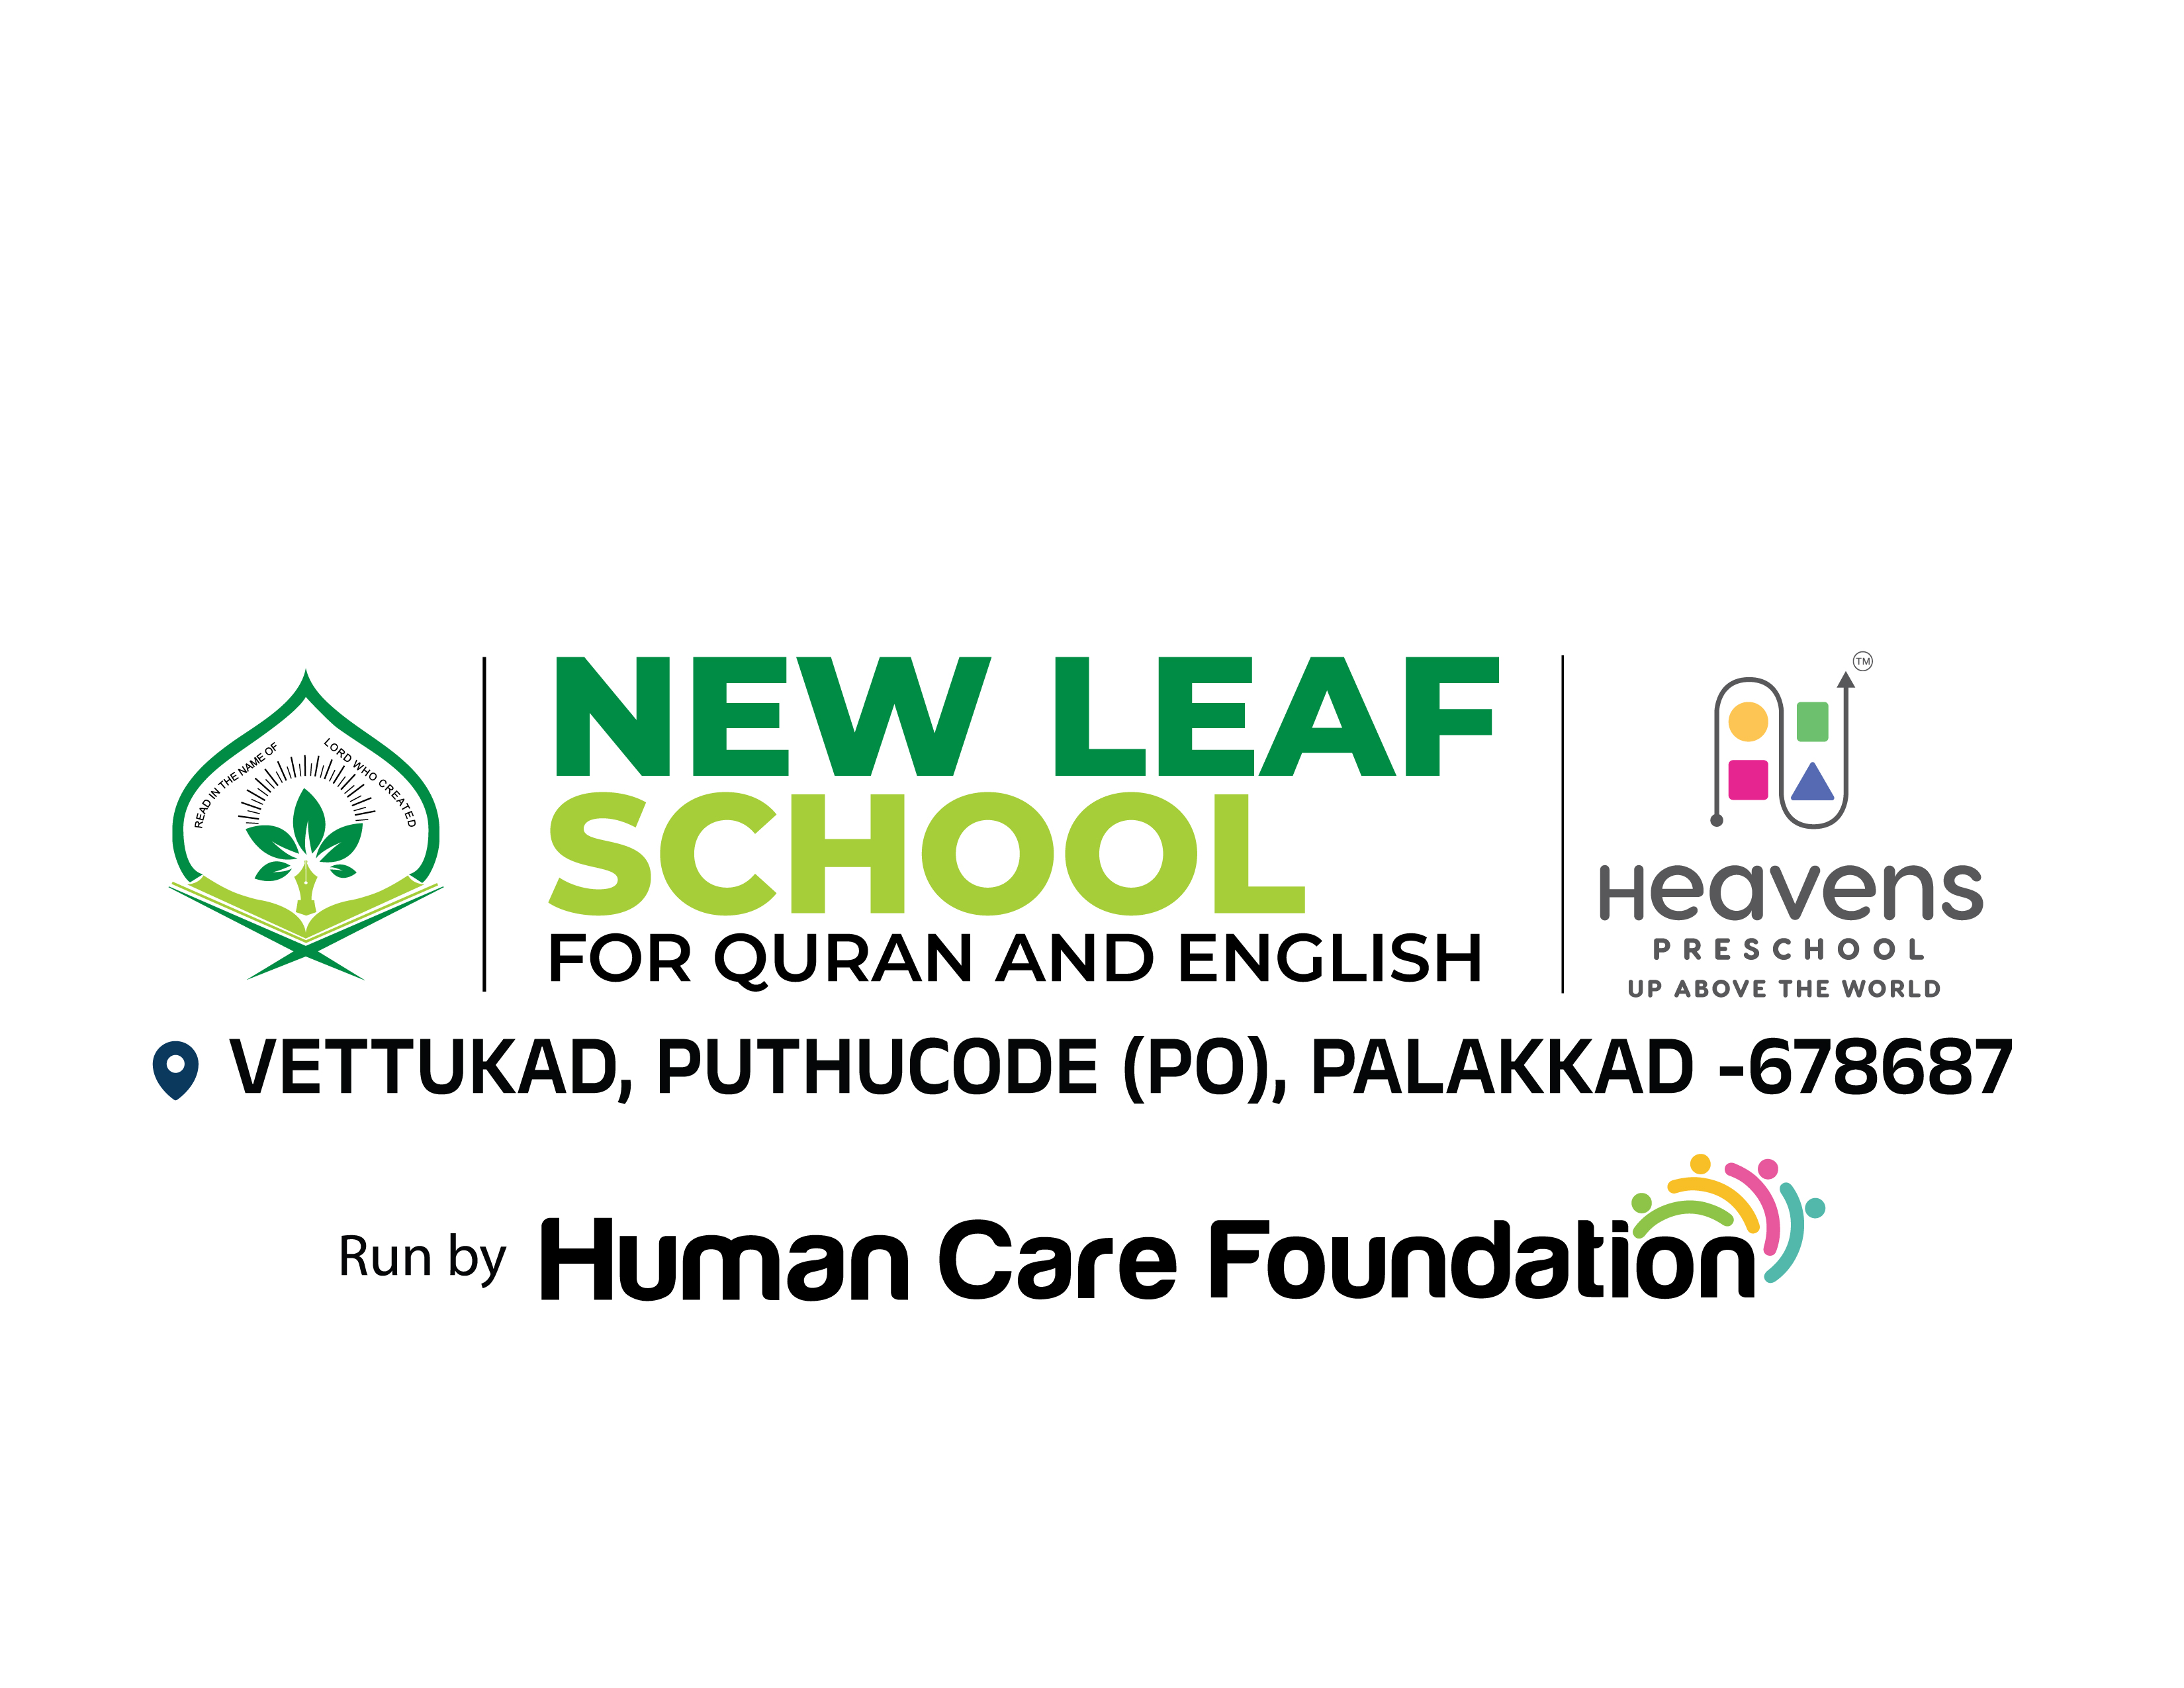 READ IN THE NAME OF LORD WHO CREATED
NEW LEAF
SCHOOL
FOR QURAN AND ENGLISH
TM
Heavens
PRESCHOOL
UP ABOVE THE WORLD
VETTUKAD, PUTHUCODE (PO), PALAKKAD -678687
Run by Human Care Foundation